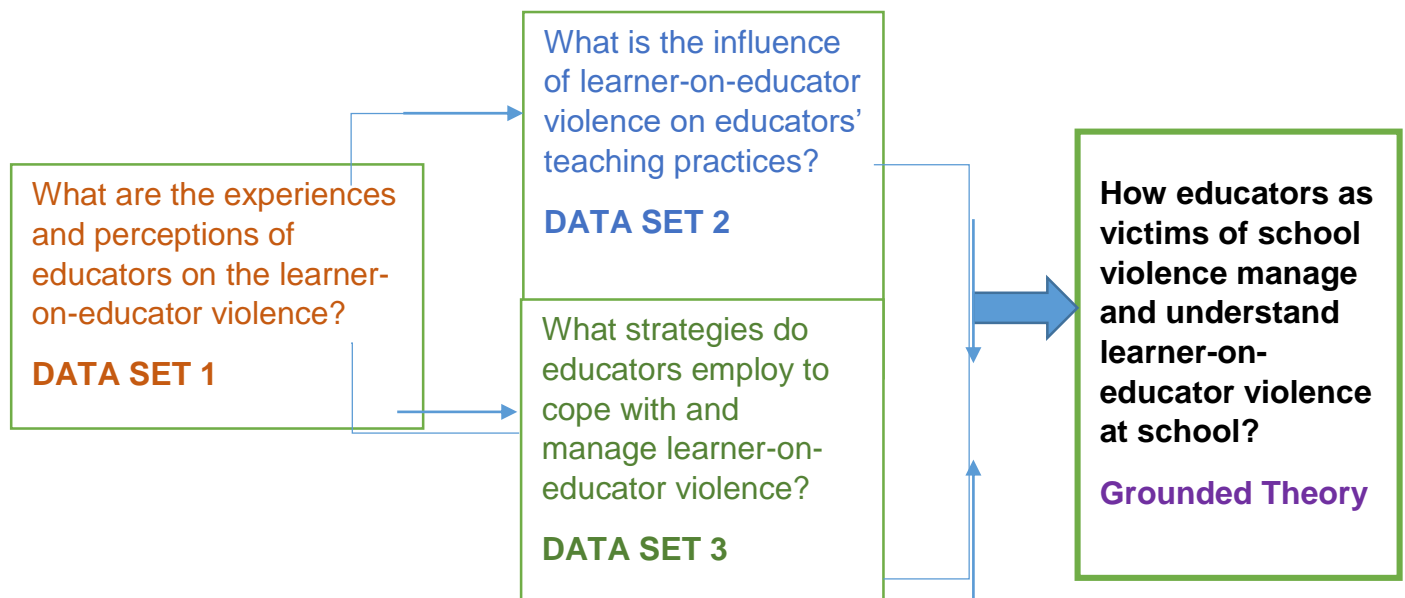 What are the experiences
and perceptions of
educators on the learner-
on-educator violence?
DATA SET 1
What is the influence
of learner-on-educator
violence on educators’
teaching practices?
DATA SET 2
What strategies do
educators employ to
cope with and
manage learner-on-
educator violence?
DATA SET 3
How educators as
victims of school
violence manage
and understand
learner-on-
educator violence
at school?
Grounded Theory